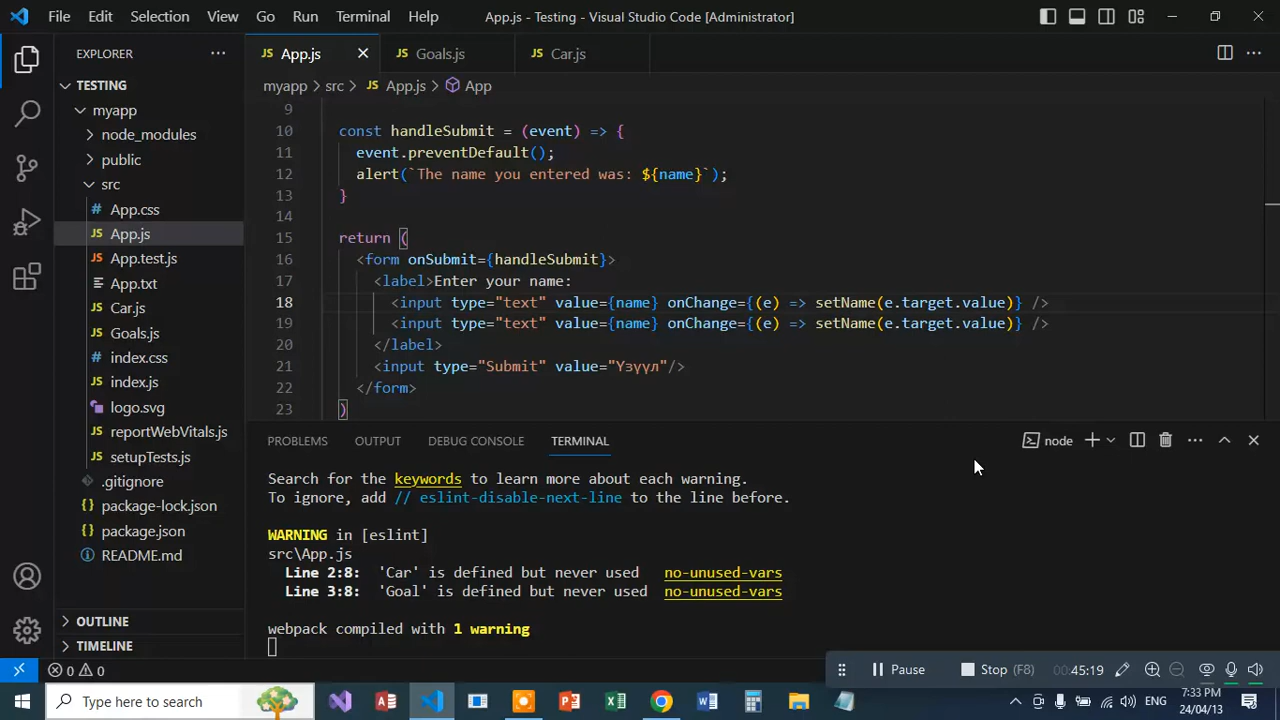 File Edit Selection View Go Run Terminal Help App.js - Testing - Visual Studio Code [Administrator]
EXPLORER
TESTING
myapp
node_modules
public
src
# App.css
JS App.js
JS App.test.js
App.txt
JS Car.js
JS Goals.js
# index.css
JS index.js
logo.svg
JS reportWebVitals.js
JS setupTests.js
.gitignore
{} package-lock.json
{} package.json
README.md
OUTLINE
TIMELINE
JS App.js JS Goals.js JS Car.js
myapp > src > JS App.js > App
9
10 const handleSubmit = (event) => {
11 event.preventDefault();
12 alert(`The name you entered was: ${name}`);
13 }
14
15 return (
16 <form onSubmit={handleSubmit}>
17 <label>Enter your name:
18 <input type="text" value={name} onChange={(e) => setName(e.target.value)} />
19 <input type="text" value={name} onChange={(e) => setName(e.target.value)} />
20 </label>
21 <input type="Submit" value="Үзүүл"/>
22 </form>
23 )
PROBLEMS OUTPUT DEBUG CONSOLE TERMINAL node
Search for the keywords to learn more about each warning.
To ignore, add // eslint-disable-next-line to the line before.
WARNING in [eslint]
src\App.js
Line 2:8: 'Car' is defined but never used no-unused-vars
Line 3:8: 'Goal' is defined but never used no-unused-vars
webpack compiled with 1 warning
0 0
Pause Stop (F8) 00:45:19
Type here to search
ENG
7:33 PM
24/04/13